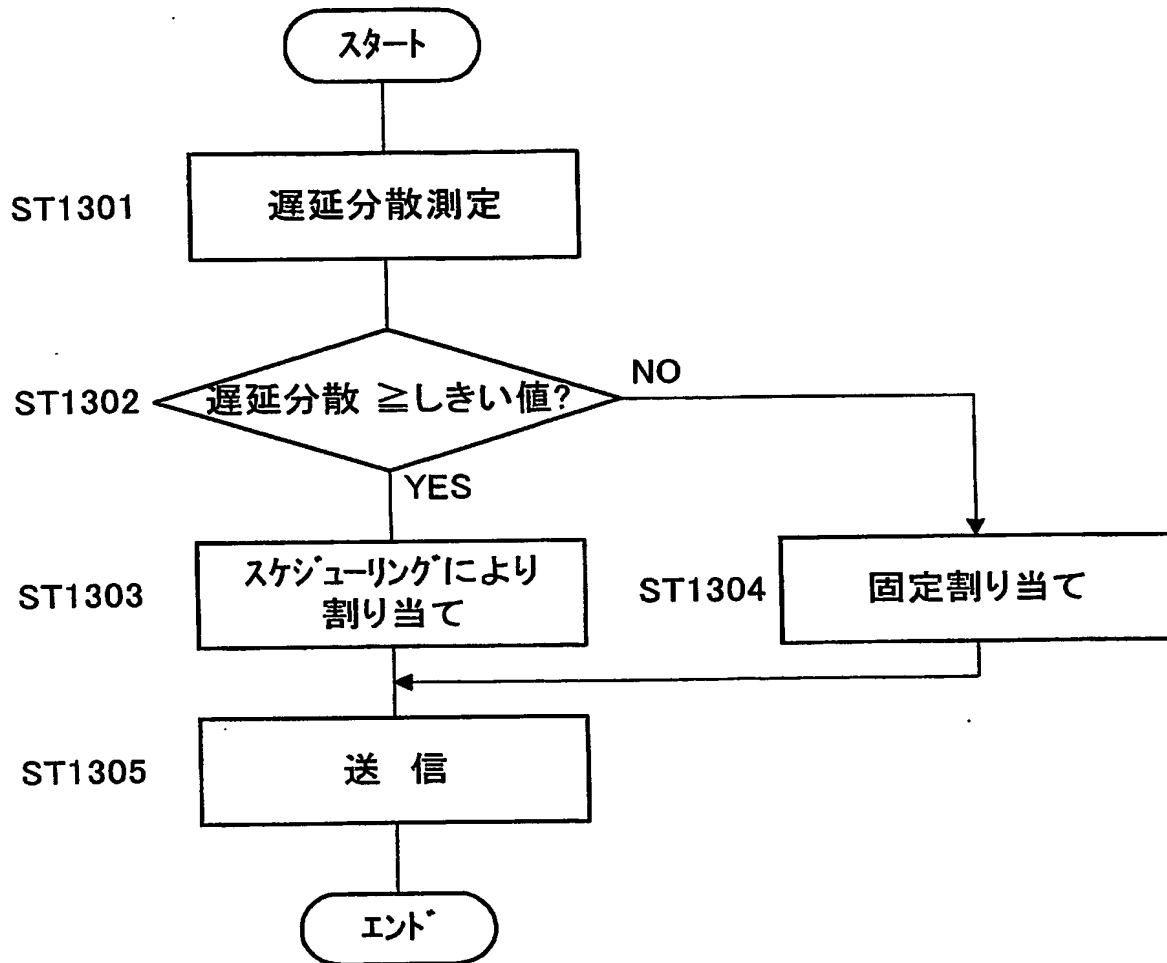 スタート
ST1301
遅延分散測定
ST1302
遅延分散 ≧しきい値?
NO
YES
ST1303
スケジューリングにより
割り当て
ST1304
固定割り当て
ST1305
送 信
エンド